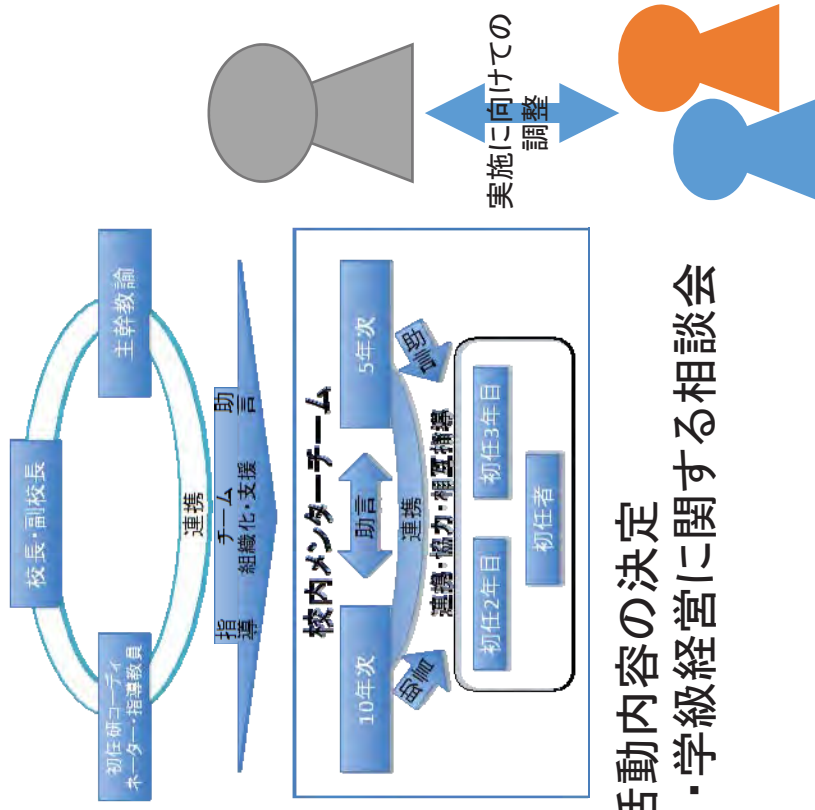 校長・副校長
初任研コーディ
ネーター・指導教員
主幹教諭
連携
指導
チーム
組織化・支援
助言
校内メンターチーム
10年次
助言
5年次
連携
助言
連携・協力・相互指導
助言
初任2年目
初任3年目
初任者
実施に向けての
調整
活動内容の決定
・学級経営に関する相談会